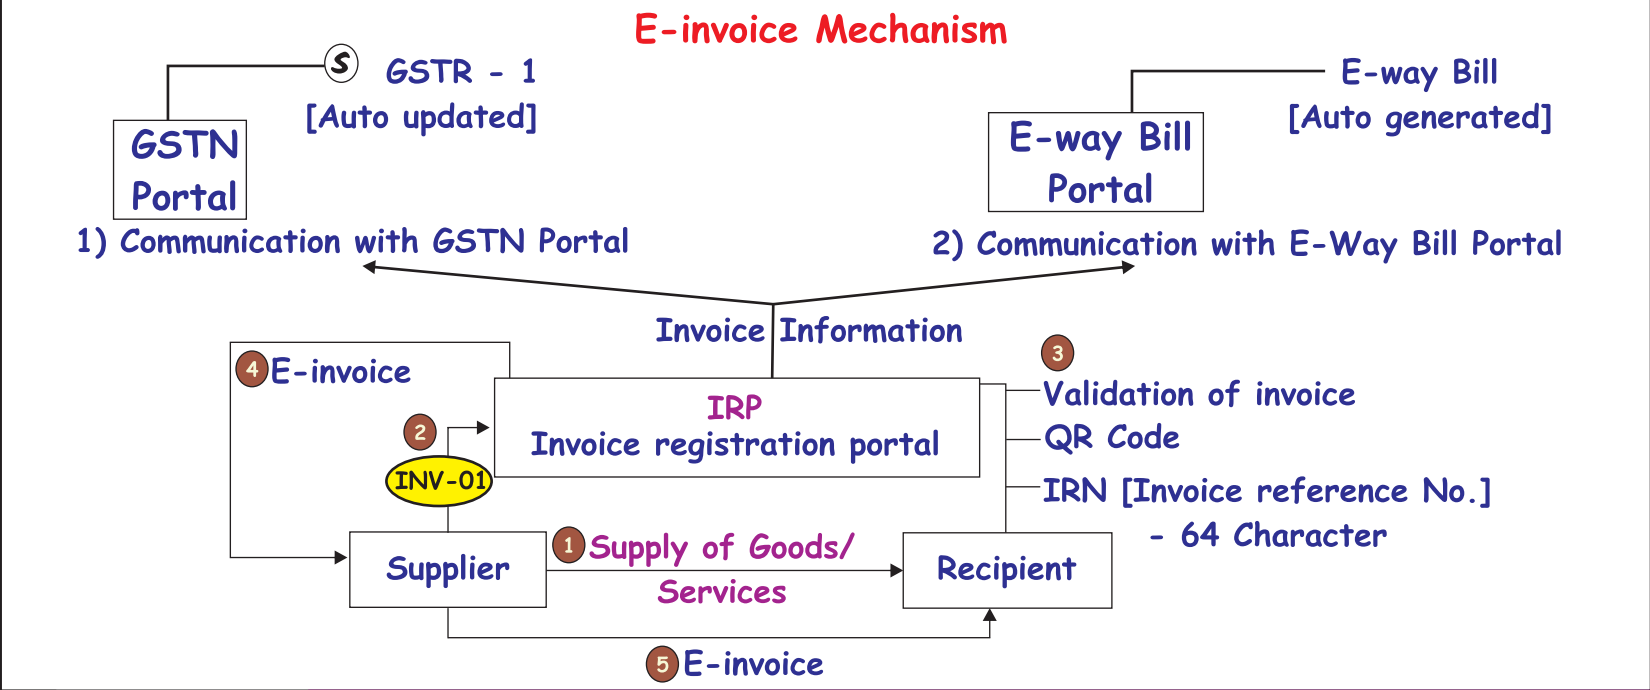 E-invoice Mechanism
S GSTR - 1
[Auto updated]
E-way Bill
[Auto generated]
GSTN
Portal
E-way Bill
Portal
1) Communication with GSTN Portal
2) Communication with E-Way Bill Portal
Invoice Information
4 E-invoice
3
Validation of invoice
QR Code
IRN [Invoice reference No.]
- 64 Character
IRP
Invoice registration portal
2
INV-01
Supplier
1 Supply of Goods/
Services
Recipient
5 E-invoice